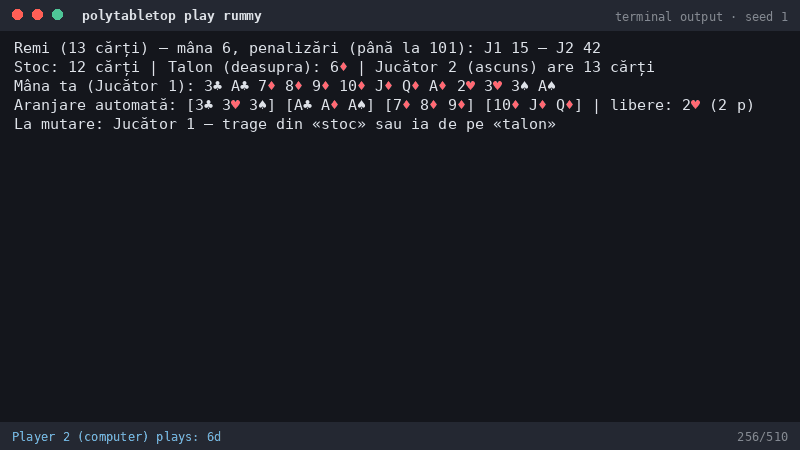 polytabletop play rummy
terminal output · seed 1
Remi (13 cărți) — mâna 6, penalizări (până la 101): J1 15 — J2 42
Stoc: 12 cărți | Talon (deasupra): 6♦ | Jucător 2 (ascuns) are 13 cărți
Mâna ta (Jucător 1): 3♣ A♣ 7♦ 8♦ 9♦ 10♦ J♦ Q♦ A♦ 2♥ 3♥ 3♠ A♠
Aranjare automată: [3♣ 3♥ 3♠] [A♣ A♦ A♠] [7♦ 8♦ 9♦] [10♦ J♦ Q♦] | libere: 2♥ (2 p)
La mutare: Jucător 1 — trage din «stoc» sau ia de pe «talon»
Player 2 (computer) plays: 6d
256/510